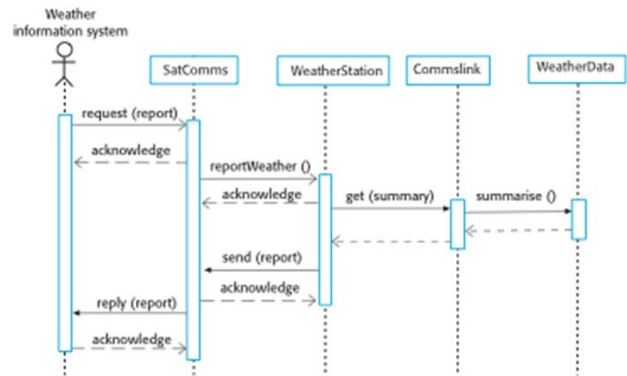 Weather
information system
SatComms
WeatherStation
Commslink
WeatherData
request (report)
acknowledge
reportWeather ()
acknowledge
get (summary)
summarise ()
send (report)
acknowledge
reply (report)
acknowledge